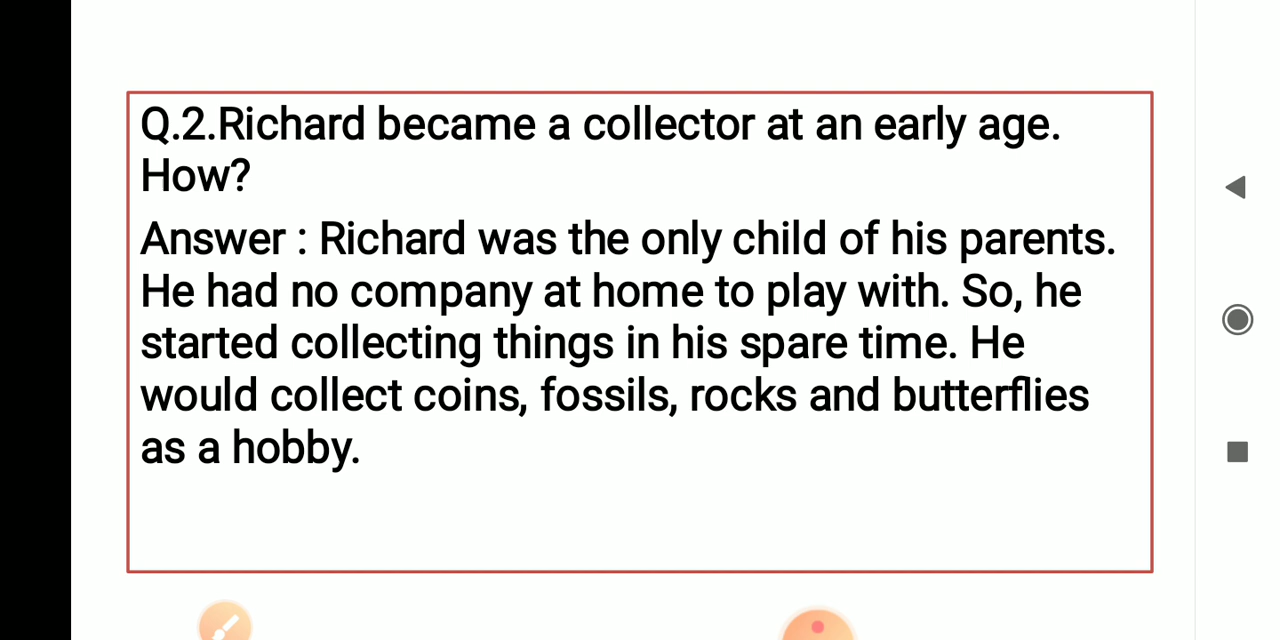 Q.2.Richard became a collector at an early age.
How?
Answer : Richard was the only child of his parents.
He had no company at home to play with. So, he
started collecting things in his spare time. He
would collect coins, fossils, rocks and butterflies
as a hobby.